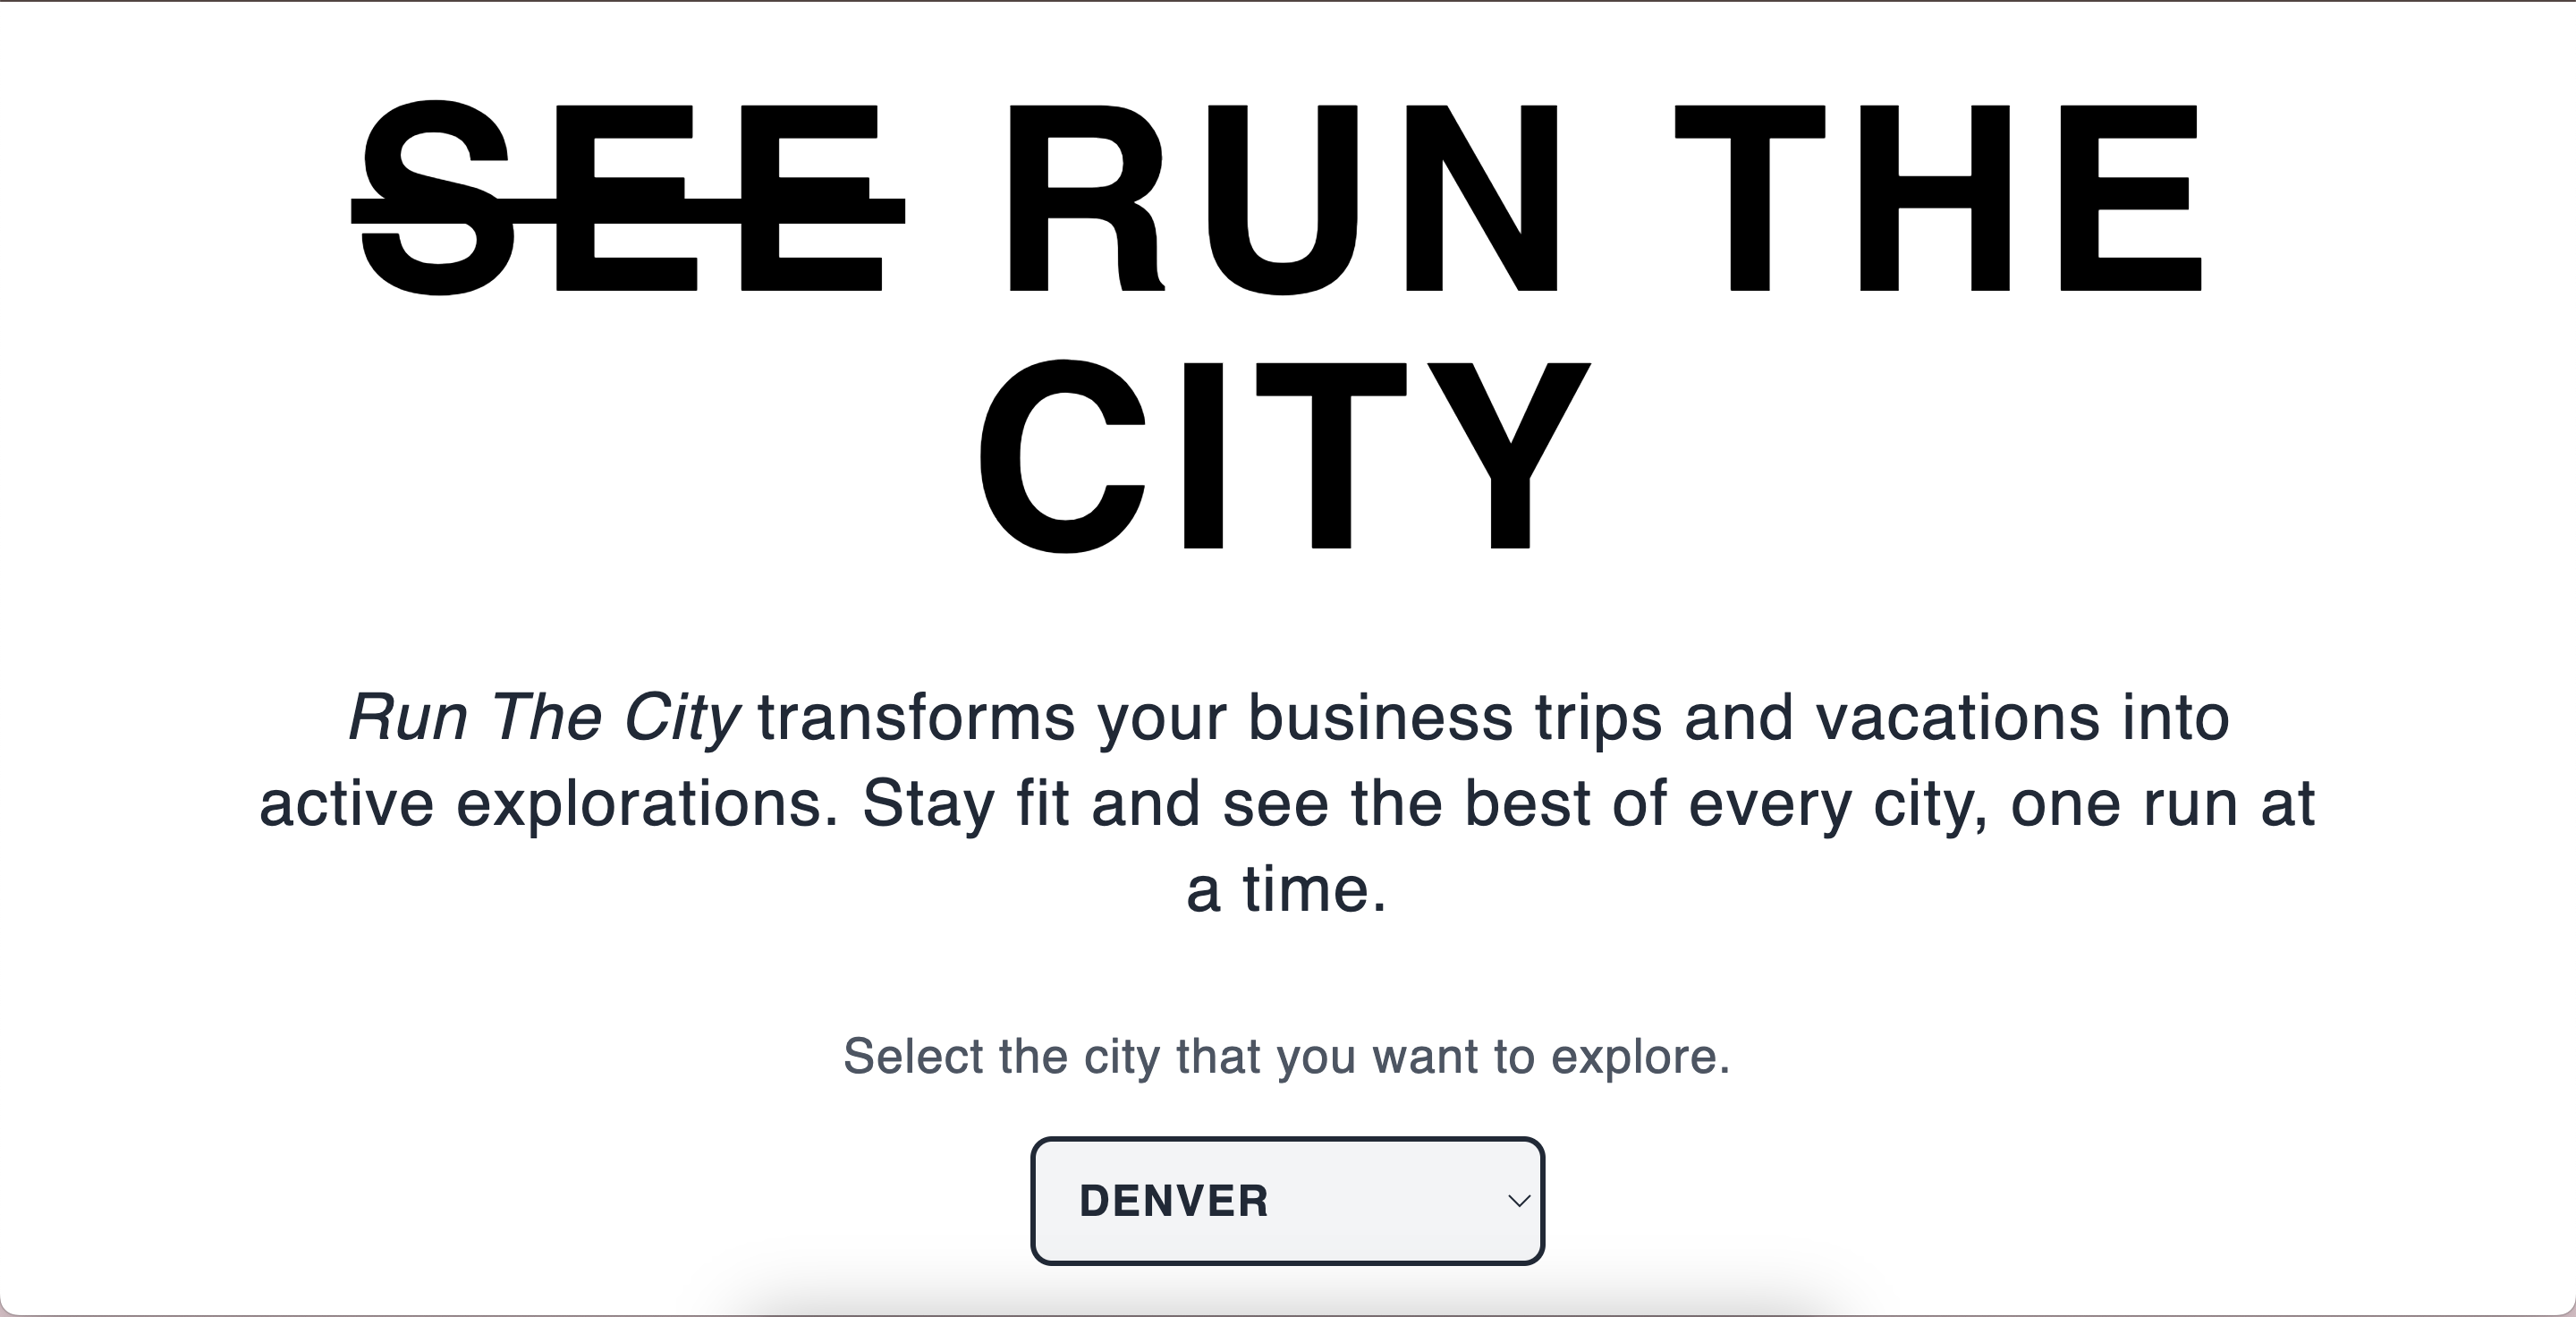 SEE RUN THE
CITY
Run The City transforms your business trips and vacations into
active explorations. Stay fit and see the best of every city, one run at
a time.
Select the city that you want to explore.
DENVER